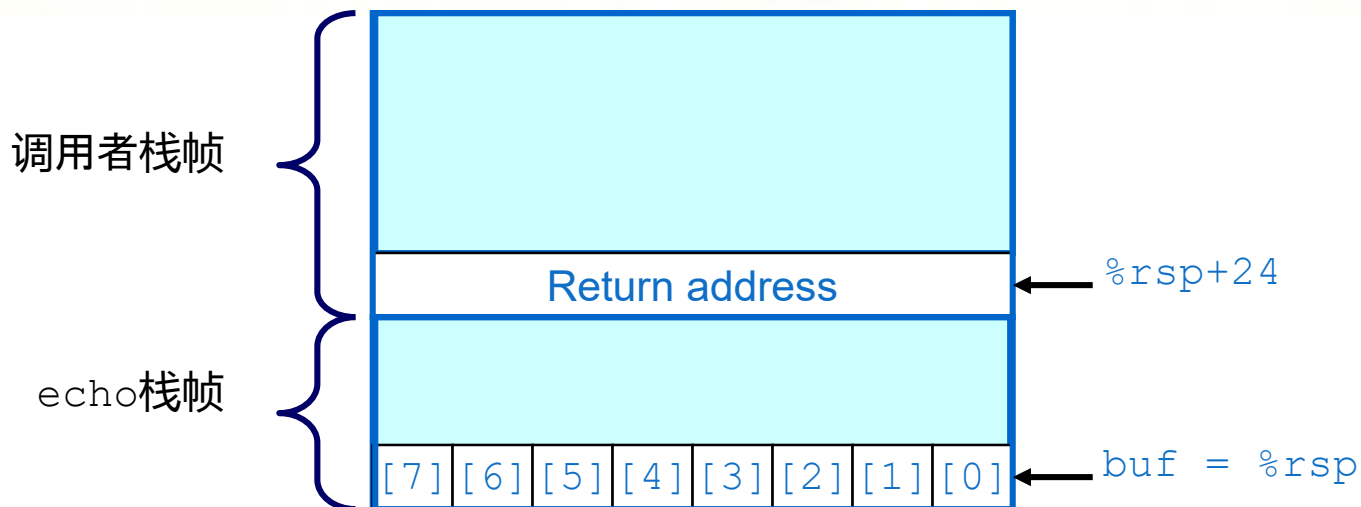 调用者栈帧
Return address
%rsp+24
echo栈帧
[7] [6] [5] [4] [3] [2] [1] [0]
buf = %rsp